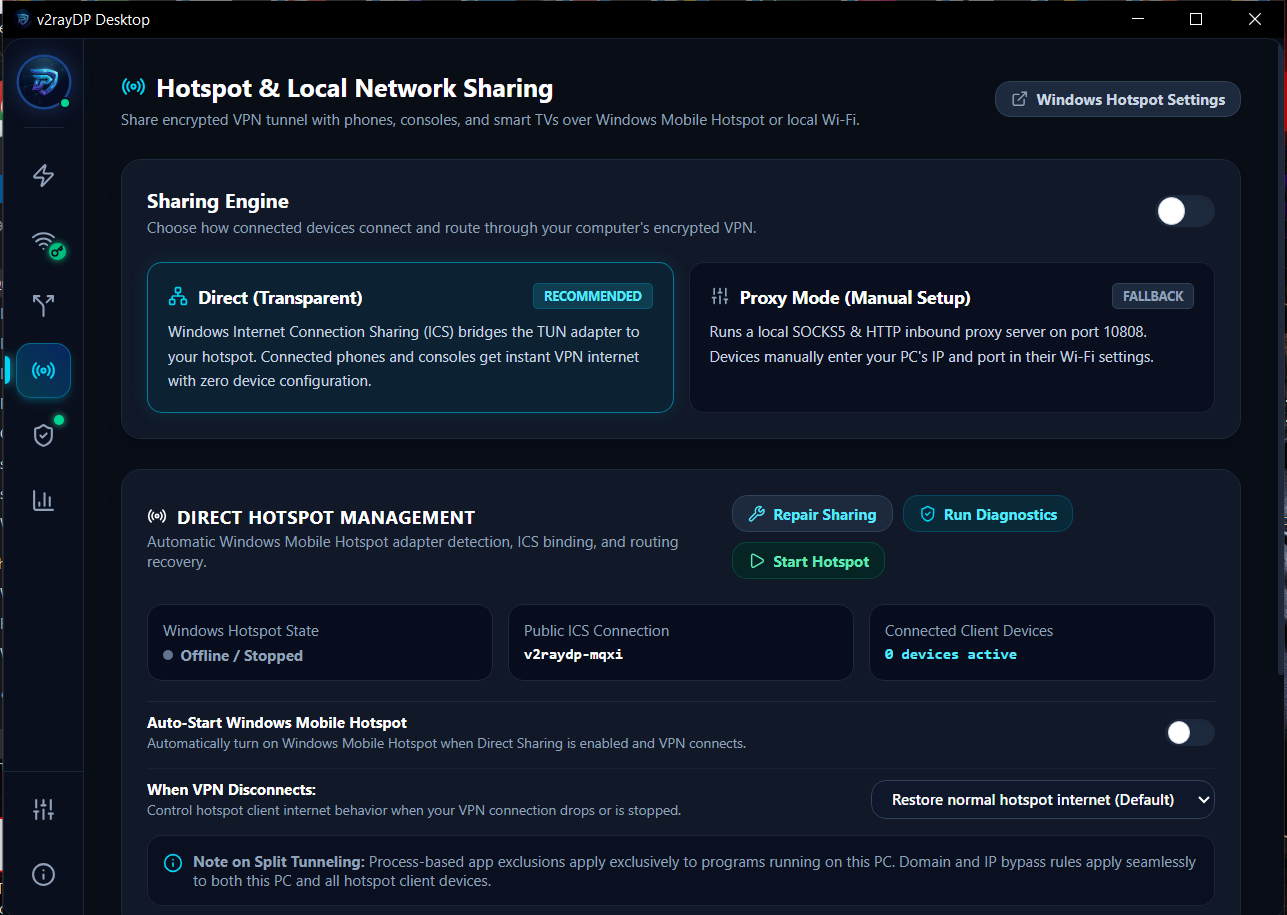 v2rayDP Desktop
Hotspot & Local Network Sharing
Share encrypted VPN tunnel with phones, consoles, and smart TVs over Windows Mobile Hotspot or local Wi-Fi.
Windows Hotspot Settings
Sharing Engine
Choose how connected devices connect and route through your computer's encrypted VPN.
Direct (Transparent)
RECOMMENDED
Windows Internet Connection Sharing (ICS) bridges the TUN adapter to
your hotspot. Connected phones and consoles get instant VPN internet
with zero device configuration.
Proxy Mode (Manual Setup)
FALLBACK
Runs a local SOCKS5 & HTTP inbound proxy server on port 10808.
Devices manually enter your PC's IP and port in their Wi-Fi settings.
DIRECT HOTSPOT MANAGEMENT
Automatic Windows Mobile Hotspot adapter detection, ICS binding, and routing
recovery.
Repair Sharing
Run Diagnostics
Start Hotspot
Windows Hotspot State
Offline / Stopped
Public ICS Connection
v2raydp-mqxi
Connected Client Devices
0 devices active
Auto-Start Windows Mobile Hotspot
Automatically turn on Windows Mobile Hotspot when Direct Sharing is enabled and VPN connects.
When VPN Disconnects:
Control hotspot client internet behavior when your VPN connection drops or is stopped.
Restore normal hotspot internet (Default)
Note on Split Tunneling: Process-based app exclusions apply exclusively to programs running on this PC. Domain and IP bypass rules apply seamlessly
to both this PC and all hotspot client devices.